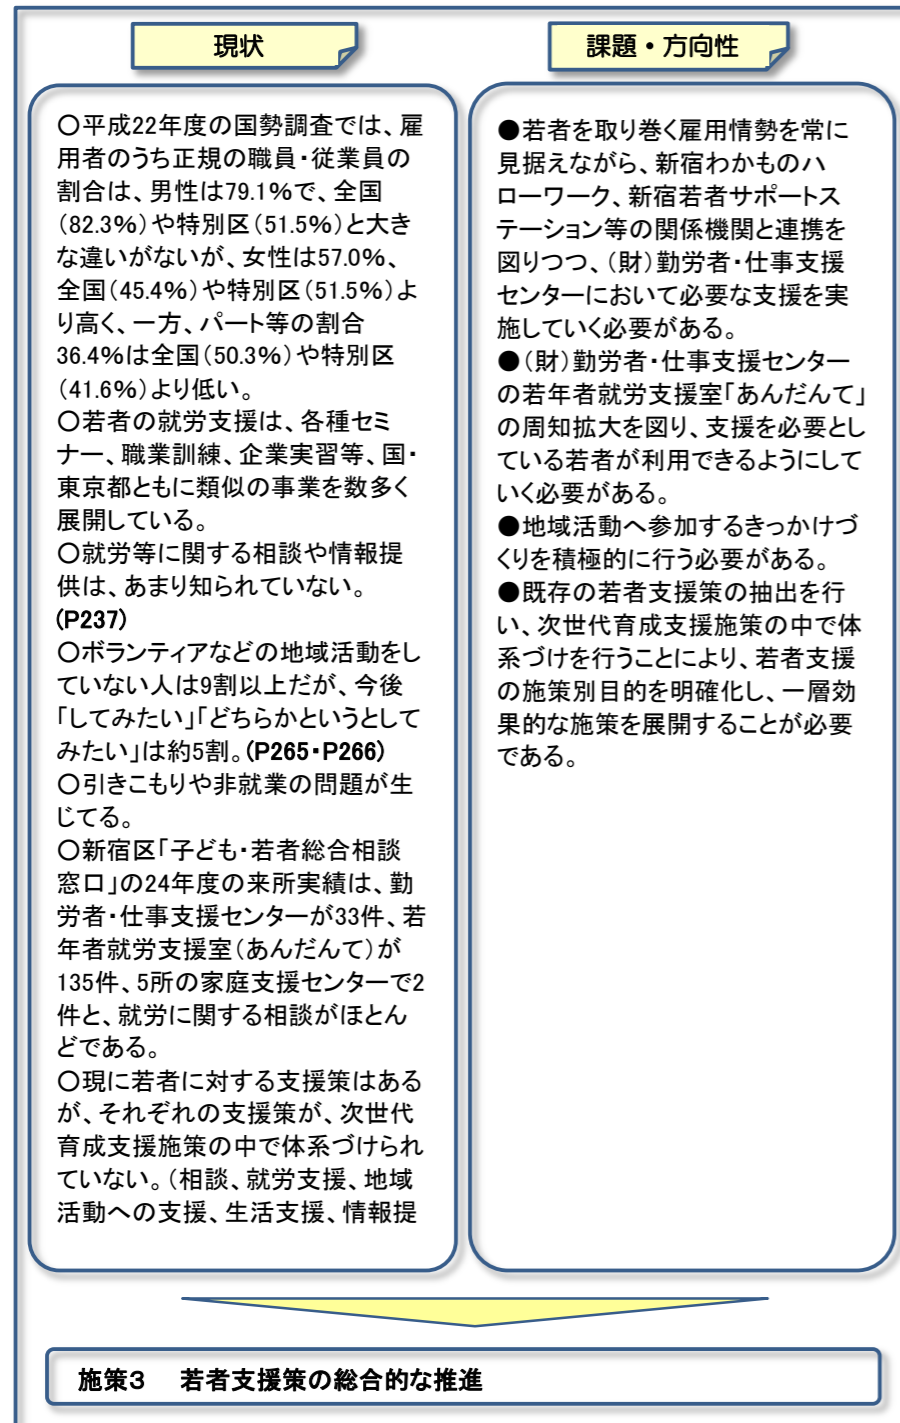 現状
〇平成22年度の国勢調査では、雇
用者のうち正規の職員・従業員の
割合は、男性は79.1%で、全国
(82.3%)や特別区(51.5%)と大き
な違いがないが、女性は57.0%、
全国(45.4%)や特別区(51.5%)よ
り高く、一方、パート等の割合
36.4%は全国(50.3%)や特別区
(41.6%)より低い。
〇若者の就労支援は、各種セミ
ナー、職業訓練、企業実習等、国・
東京都ともに類似の事業を数多く
展開している。
〇就労等に関する相談や情報提
供は、あまり知られていない。
(P237)
〇ボランティアなどの地域活動をし
ていない人は9割以上だが、今後
「してみたい」「どちらかというとして
みたい」は約5割。(P265・P266)
〇引きこもりや非就業の問題が生
じてる。
〇新宿区「子ども・若者総合相談
窓口」の24年度の来所実績は、勤
労者・仕事支援センターが33件、若
年者就労支援室(あんだんて)が
135件、5所の家庭支援センターで2
件と、就労に関する相談がほとん
どである。
〇現に若者に対する支援策はある
が、それぞれの支援策が、次世代
育成支援施策の中で体系づけられ
ていない。(相談、就労支援、地域
活動への支援、生活支援、情報提
課題・方向性
●若者を取り巻く雇用情勢を常に
見据えながら、新宿わかものハ
ローワーク、新宿若者サポートス
テーション等の関係機関と連携を
図りつつ、(財)勤労者・仕事支援
センターにおいて必要な支援を実
施していく必要がある。
●(財)勤労者・仕事支援センター
の若年者就労支援室「あんだんて」
の周知拡大を図り、支援を必要とし
ている若者が利用できるようにして
いく必要がある。
●地域活動へ参加するきっかけづ
くりを積極的に行う必要がある。
●既存の若者支援策の抽出を行
い、次世代育成支援施策の中で体
系づけを行うことにより、若者支援
の施策別目的を明確化し、一層効
果的な施策を展開することが必要
である。
施策3 若者支援策の総合的な推進